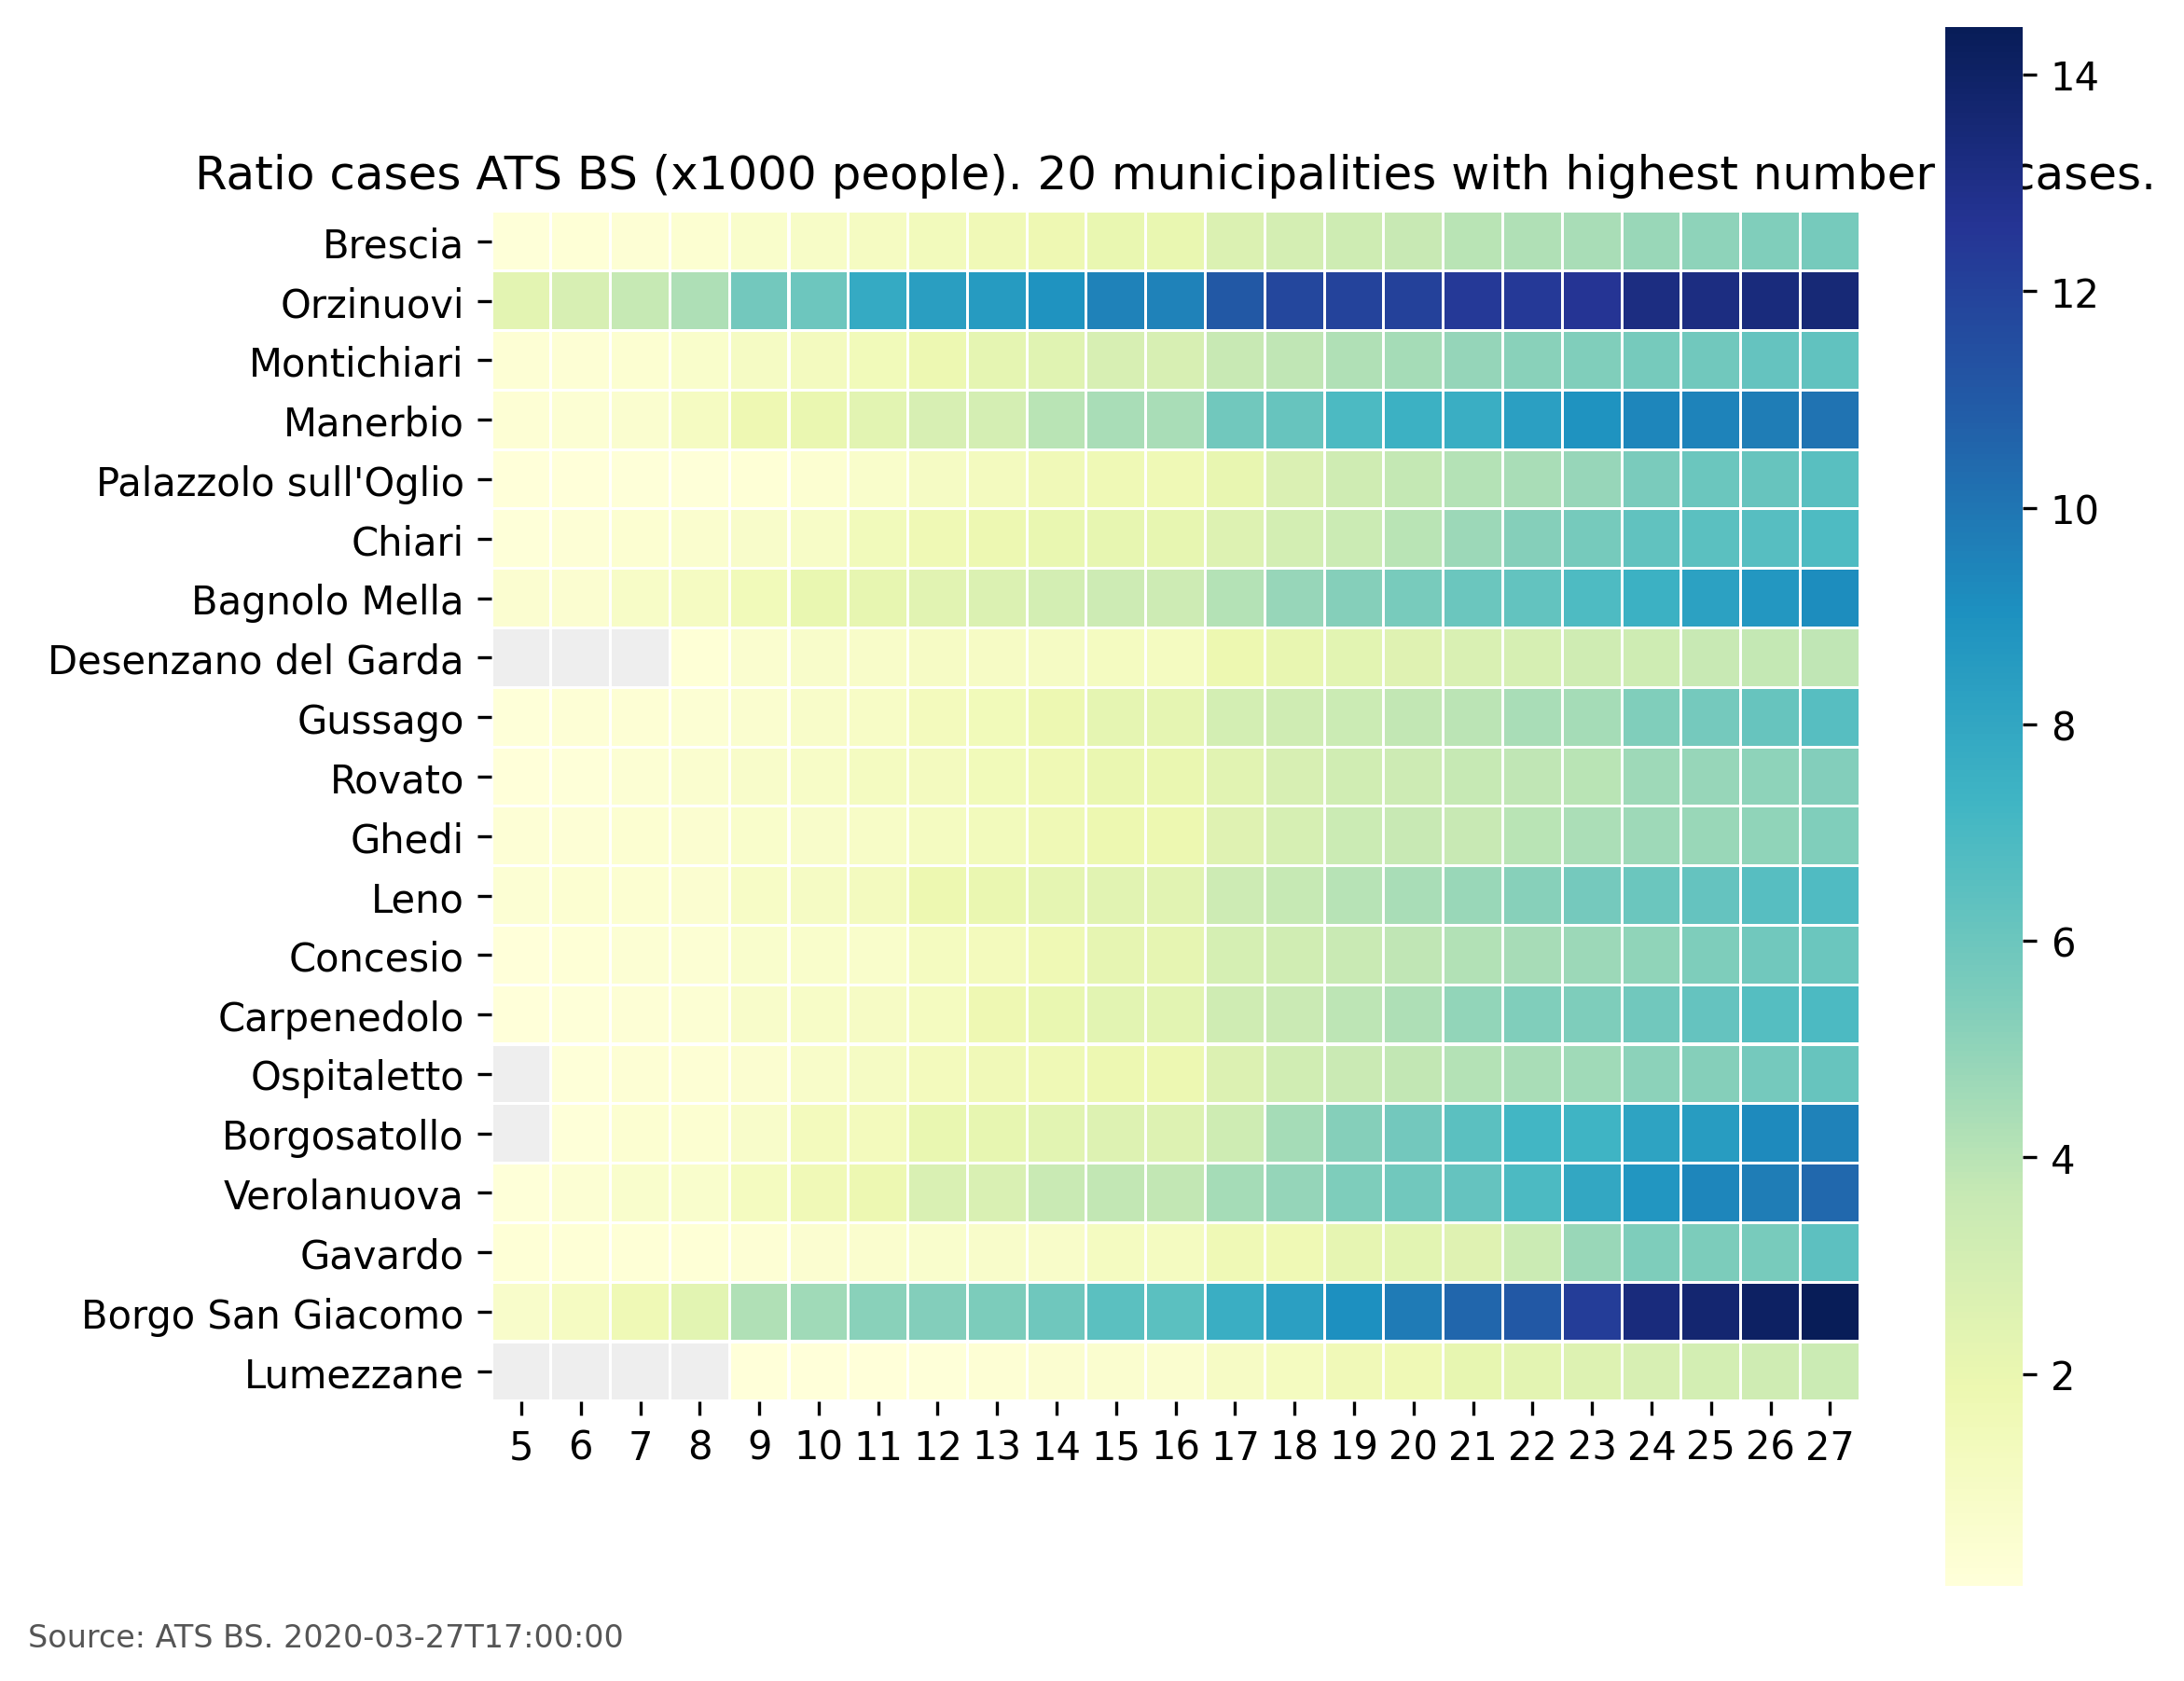 Ratio cases ATS BS (x1000 people). 20 municipalities with highest number cases.
Brescia
Orzinuovi
Montichiari
Manerbio
Palazzolo sull'Oglio
Chiari
Bagnolo Mella
Desenzano del Garda
Gussago
Rovato
Ghedi
Leno
Concesio
Carpenedolo
Ospitaletto
Borgosatollo
Verolanuova
Gavardo
Borgo San Giacomo
Lumezzane
5 6 7 8 9 10 11 12 13 14 15 16 17 18 19 20 21 22 23 24 25 26 27
14
12
10
8
6
4
2
Source: ATS BS. 2020-03-27T17:00:00